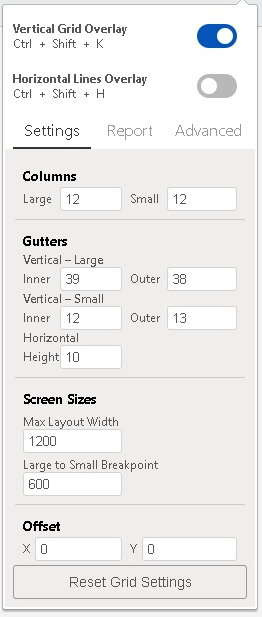 Vertical Grid Overlay
Ctrl + Shift + K
Horizontal Lines Overlay
Ctrl + Shift + H
Settings Report Advanced
Columns
Large 12 Small 12
Gutters
Vertical – Large
Inner 39 Outer 38
Vertical – Small
Inner 12 Outer 13
Horizontal
Height 10
Screen Sizes
Max Layout Width
1200
Large to Small Breakpoint
600
Offset
X 0 Y 0
Reset Grid Settings